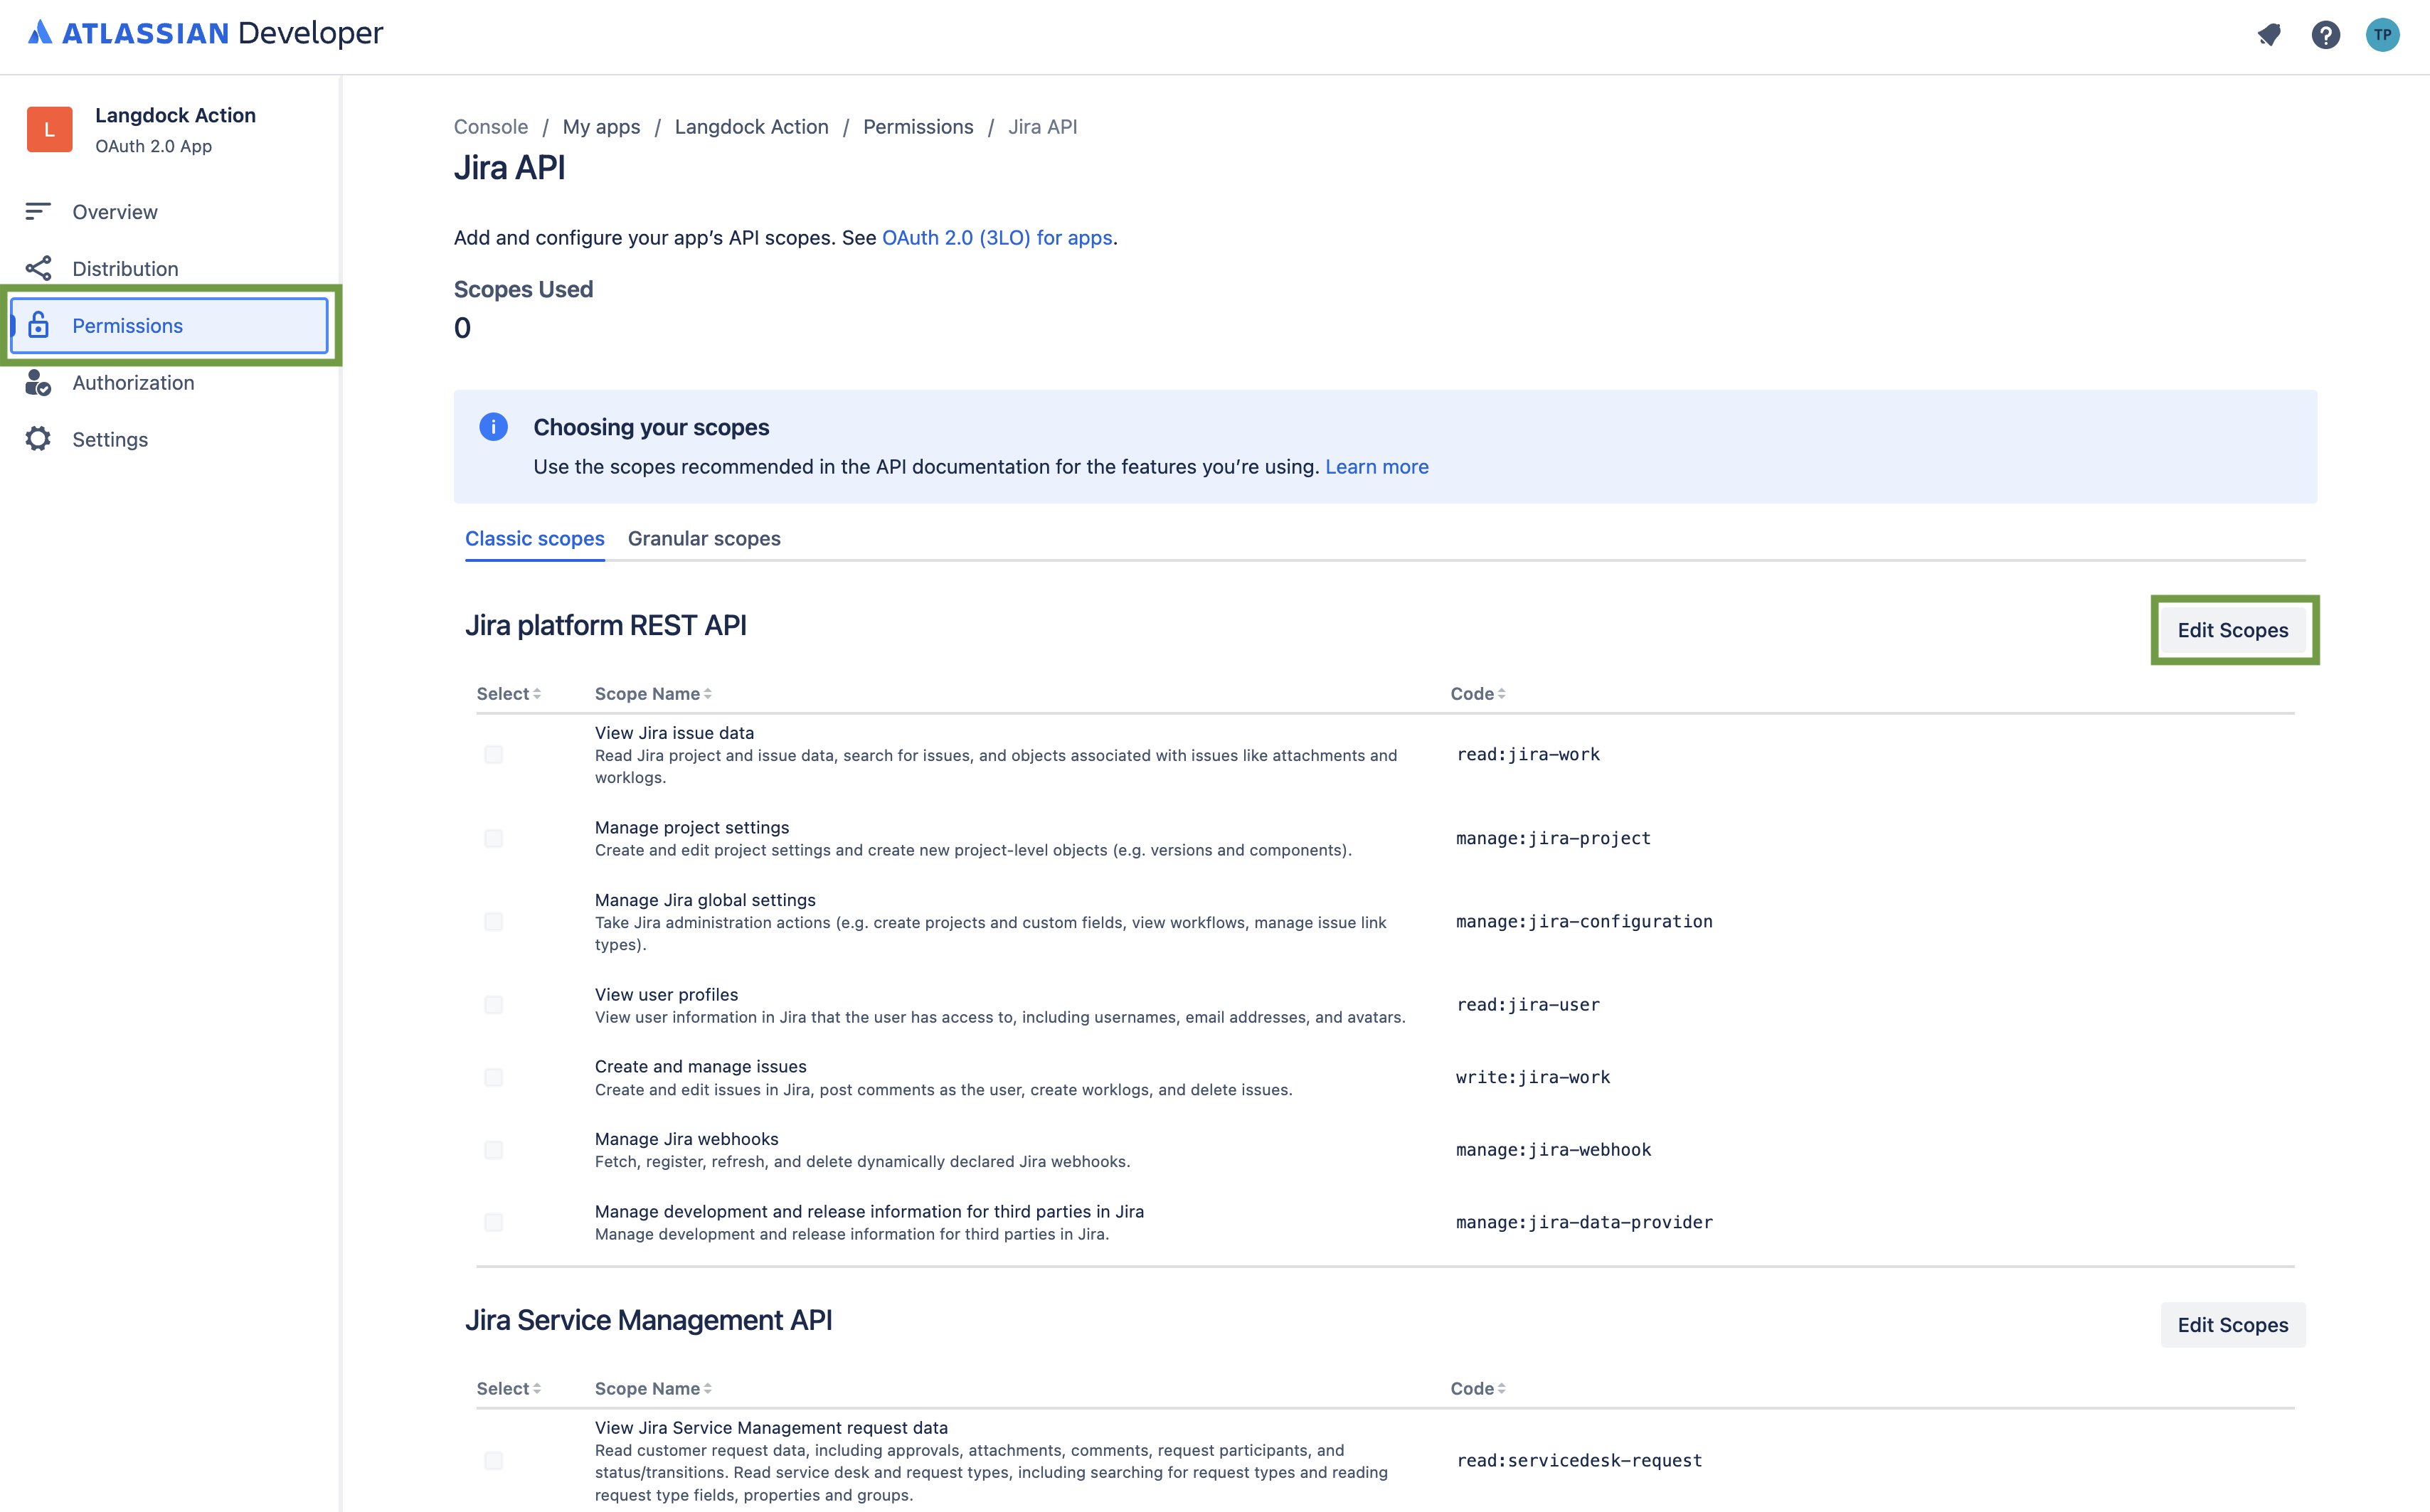 ATLASSIAN Developer
TP
L
Langdock Action
OAuth 2.0 App
Overview
Distribution
Permissions
Authorization
Settings
Console / My apps / Langdock Action / Permissions / Jira API
Jira API
Add and configure your app’s API scopes. See OAuth 2.0 (3LO) for apps.
Scopes Used
0
Choosing your scopes
Use the scopes recommended in the API documentation for the features you’re using. Learn more
Classic scopes Granular scopes
Jira platform REST API
Edit Scopes
Select Scope Name Code
View Jira issue data
Read Jira project and issue data, search for issues, and objects associated with issues like attachments and
worklogs.
read:jira-work
Manage project settings
Create and edit project settings and create new project-level objects (e.g. versions and components).
manage:jira-project
Manage Jira global settings
Take Jira administration actions (e.g. create projects and custom fields, view workflows, manage issue link
types).
manage:jira-configuration
View user profiles
View user information in Jira that the user has access to, including usernames, email addresses, and avatars.
read:jira-user
Create and manage issues
Create and edit issues in Jira, post comments as the user, create worklogs, and delete issues.
write:jira-work
Manage Jira webhooks
Fetch, register, refresh, and delete dynamically declared Jira webhooks.
manage:jira-webhook
Manage development and release information for third parties in Jira
Manage development and release information for third parties in Jira.
manage:jira-data-provider
Jira Service Management API
Edit Scopes
Select Scope Name Code
View Jira Service Management request data
Read customer request data, including approvals, attachments, comments, request participants, and
status/transitions. Read service desk and request types, including searching for request types and reading
request type fields, properties and groups.
read:servicedesk-request